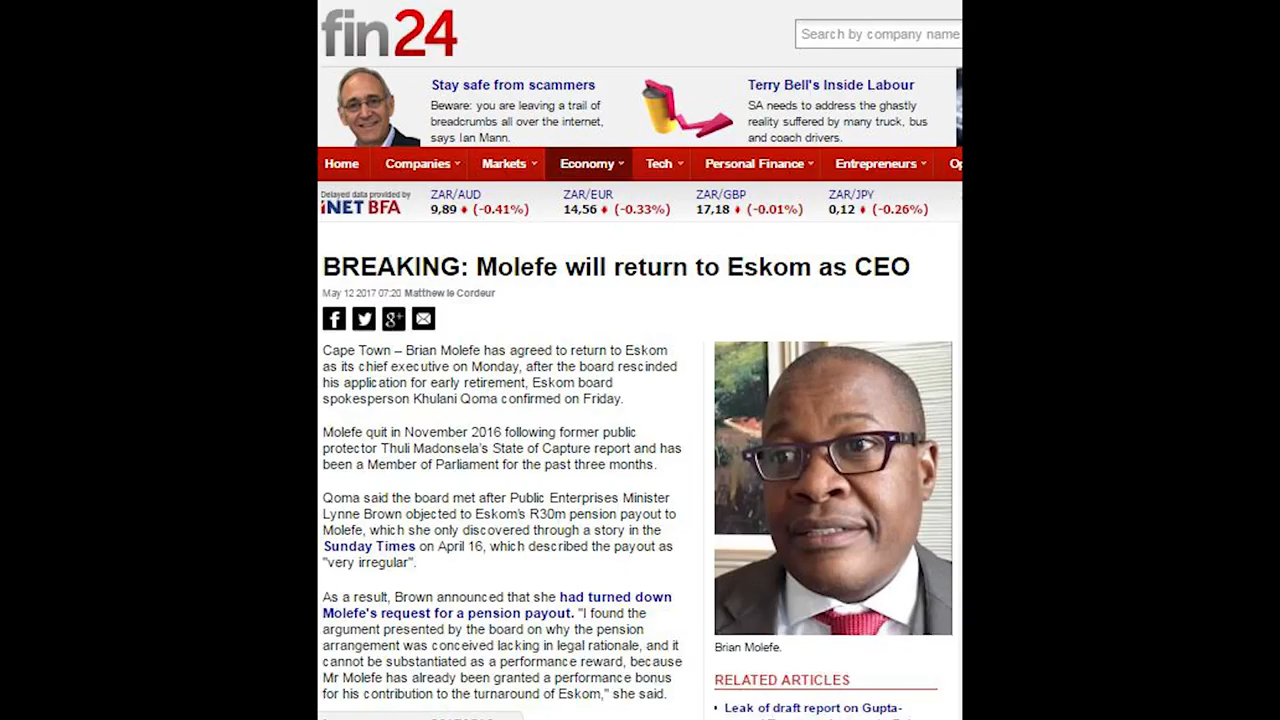 fin24
Search by company name
Stay safe from scammers
Beware: you are leaving a trail of
breadcrumbs all over the internet,
says Ian Mann.
Terry Bell's Inside Labour
SA needs to address the ghastly
reality suffered by many truck, bus
and coach drivers.
Home Companies Markets Economy Tech Personal Finance Entrepreneurs Op
Delayed data provided by
iNET BFA
ZAR/AUD ZAR/EUR ZAR/GBP ZAR/JPY
9,89 (-0.41%) 14,56 (-0.33%) 17,18 (-0.01%) 0,12 (-0.26%)
BREAKING: Molefe will return to Eskom as CEO
May 12 2017 07:20 Matthew le Cordeur
Cape Town – Brian Molefe has agreed to return to Eskom
as its chief executive on Monday, after the board rescinded
his application for early retirement, Eskom board
spokesperson Khulani Qoma confirmed on Friday.
Molefe quit in November 2016 following former public
protector Thuli Madonsela's State of Capture report and has
been a Member of Parliament for the past three months.
Qoma said the board met after Public Enterprises Minister
Lynne Brown objected to Eskom's R30m pension payout to
Molefe, which she only discovered through a story in the
Sunday Times on April 16, which described the payout as
"very irregular".
As a result, Brown announced that she had turned down
Molefe's request for a pension payout. "I found the
argument presented by the board on why the pension
arrangement was conceived lacking in legal rationale, and it
cannot be substantiated as a performance reward, because
Mr Molefe has already been granted a performance bonus
for his contribution to the turnaround of Eskom," she said.
Brian Molefe.
RELATED ARTICLES
Leak of draft report on Gupta-